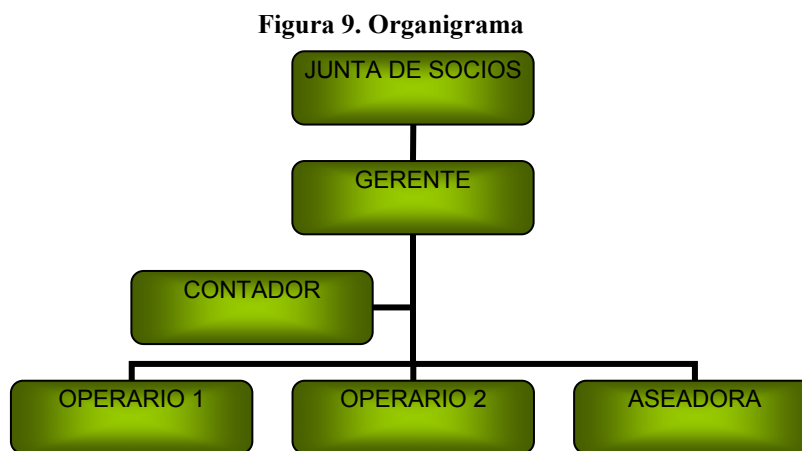 Figura 9. Organigrama
JUNTA DE SOCIOS
GERENTE
CONTADOR
OPERARIO 1
OPERARIO 2
ASEADORA